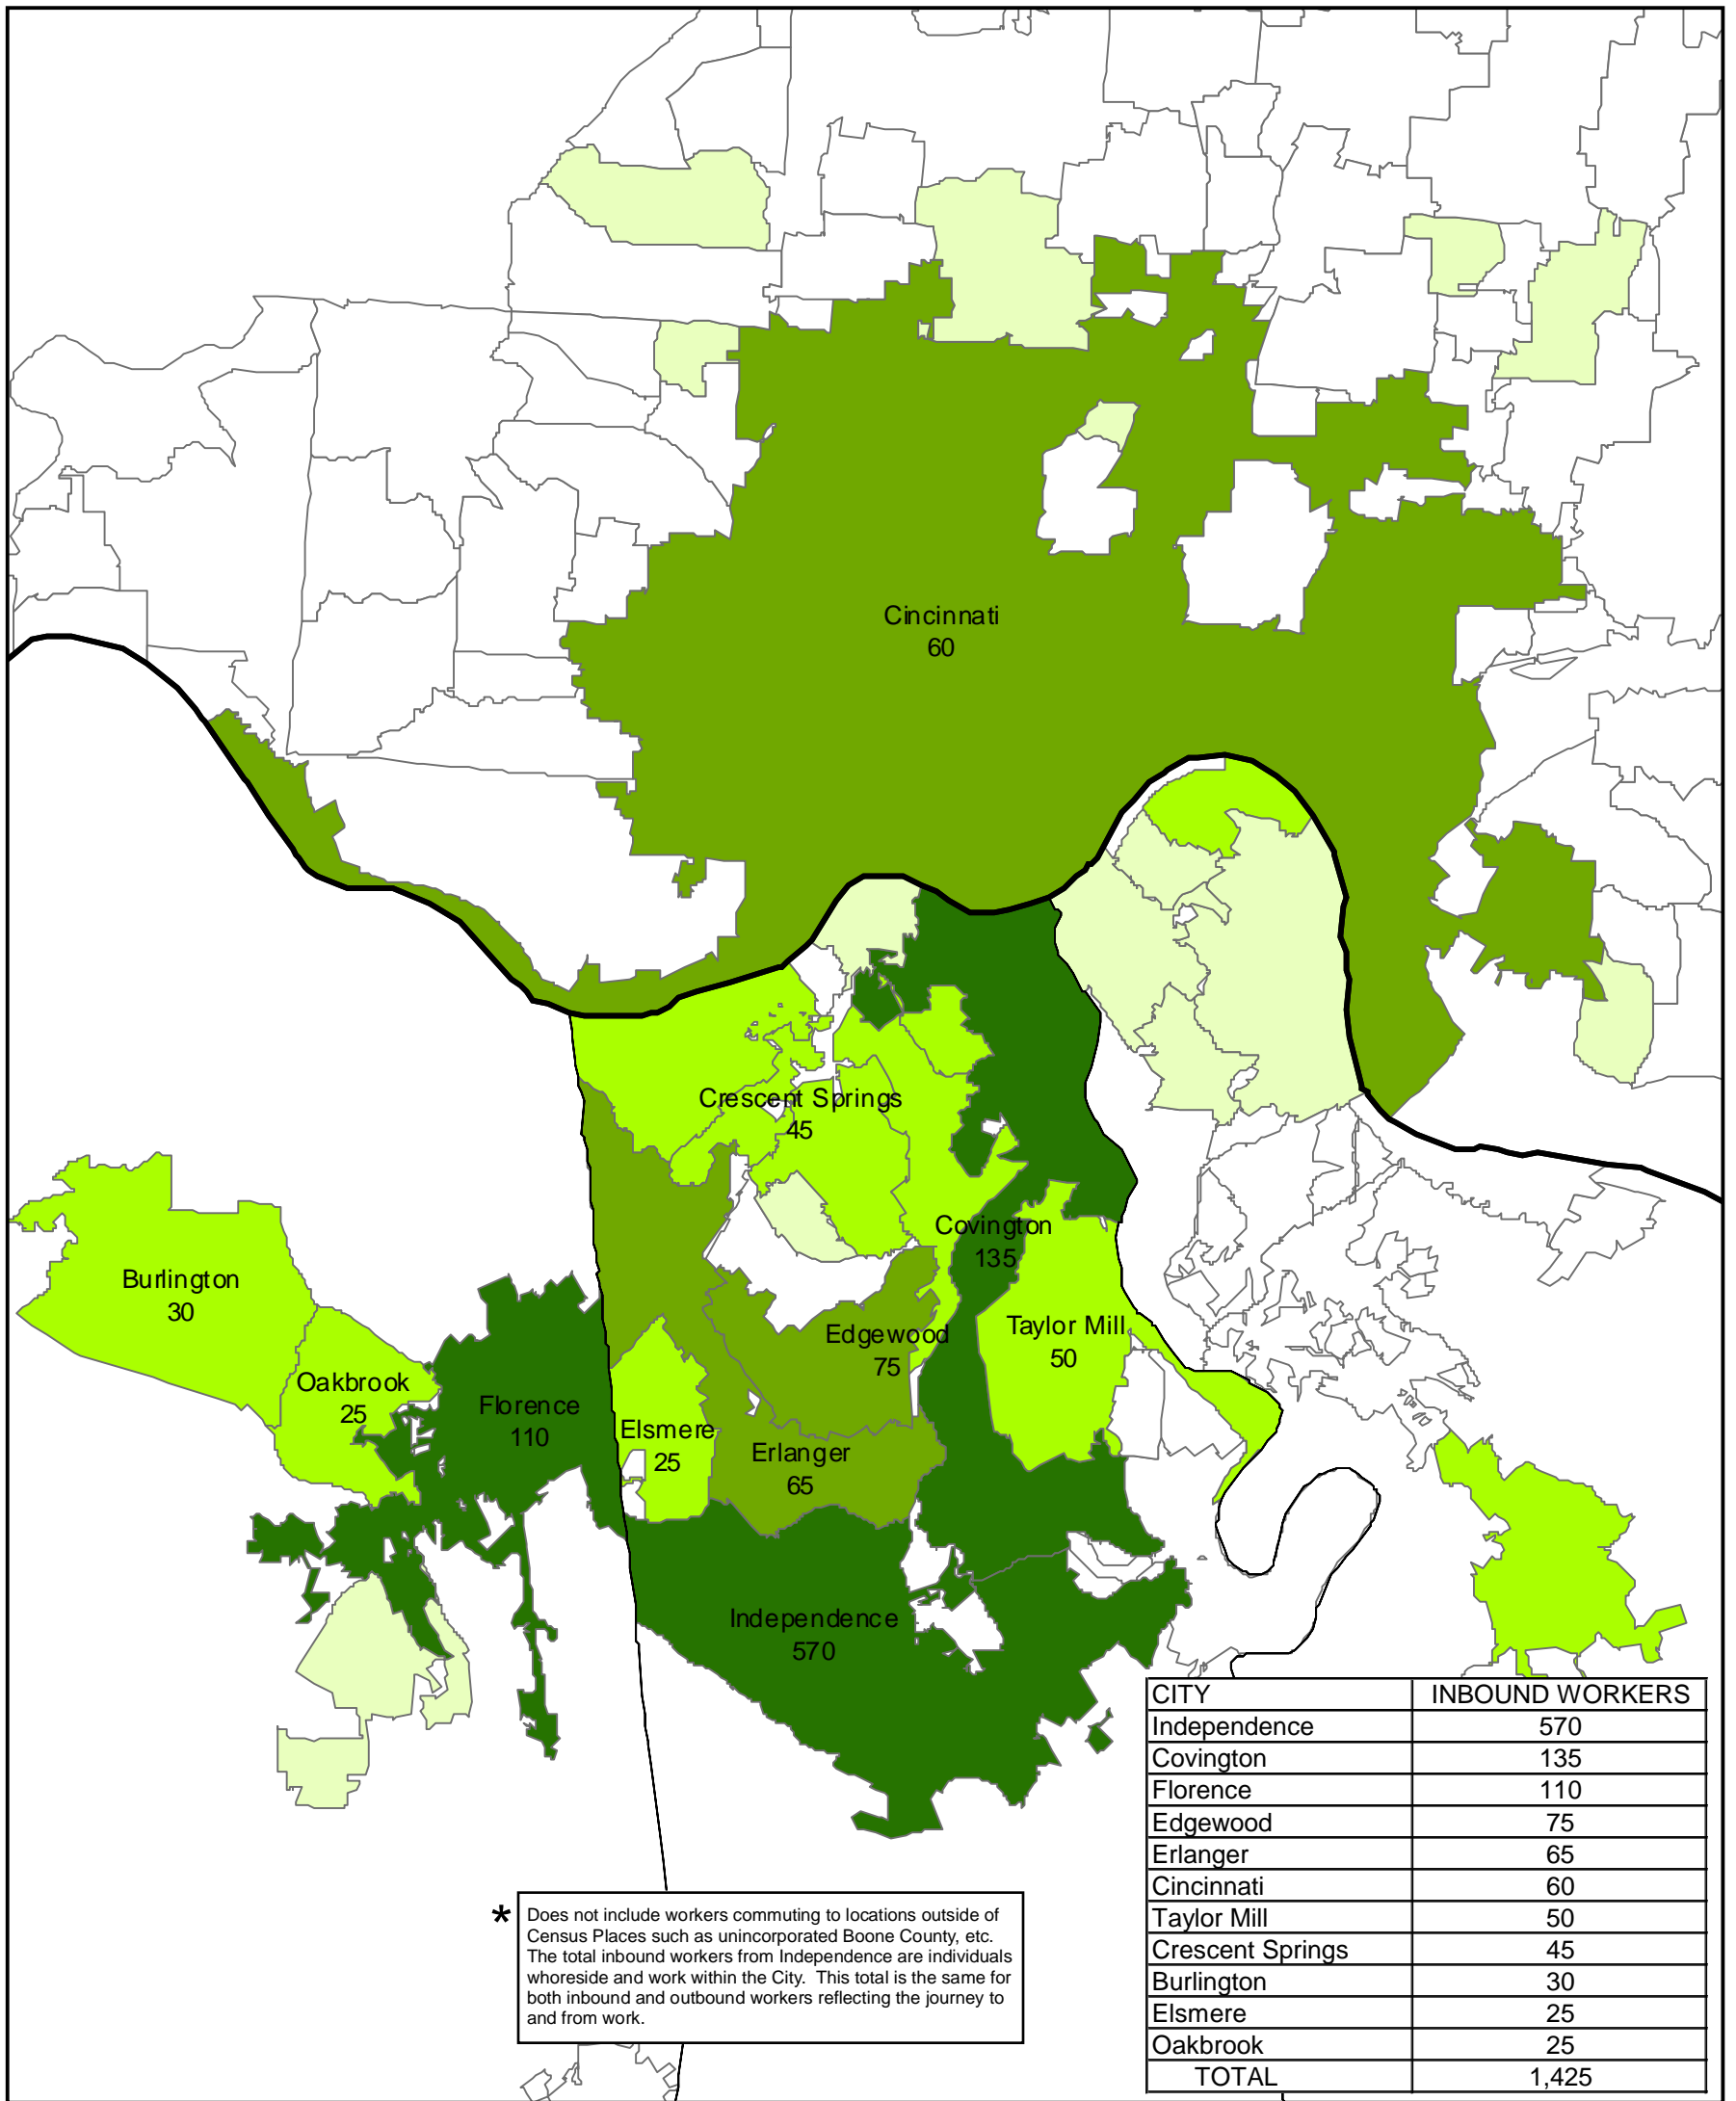 Cincinnati
60
Crescent Springs
45
Covington
135
Burlington
30
Edgewood
75
Taylor Mill
50
Oakbrook
25
Florence
110
Elsmere
25
Erlanger
65
Independence
570
CITY INBOUND WORKERS
Independence 570
Covington 135
Florence 110
Edgewood 75
Erlanger 65
Cincinnati 60
Taylor Mill 50
Crescent Springs 45
Burlington 30
Elsmere 25
Oakbrook 25
TOTAL 1,425
* Does not include workers commuting to locations outside of
Census Places such as unincorporated Boone County, etc.
The total inbound workers from Independence are individuals
whoreside and work within the City. This total is the same for
both inbound and outbound workers reflecting the journey to
and from work.